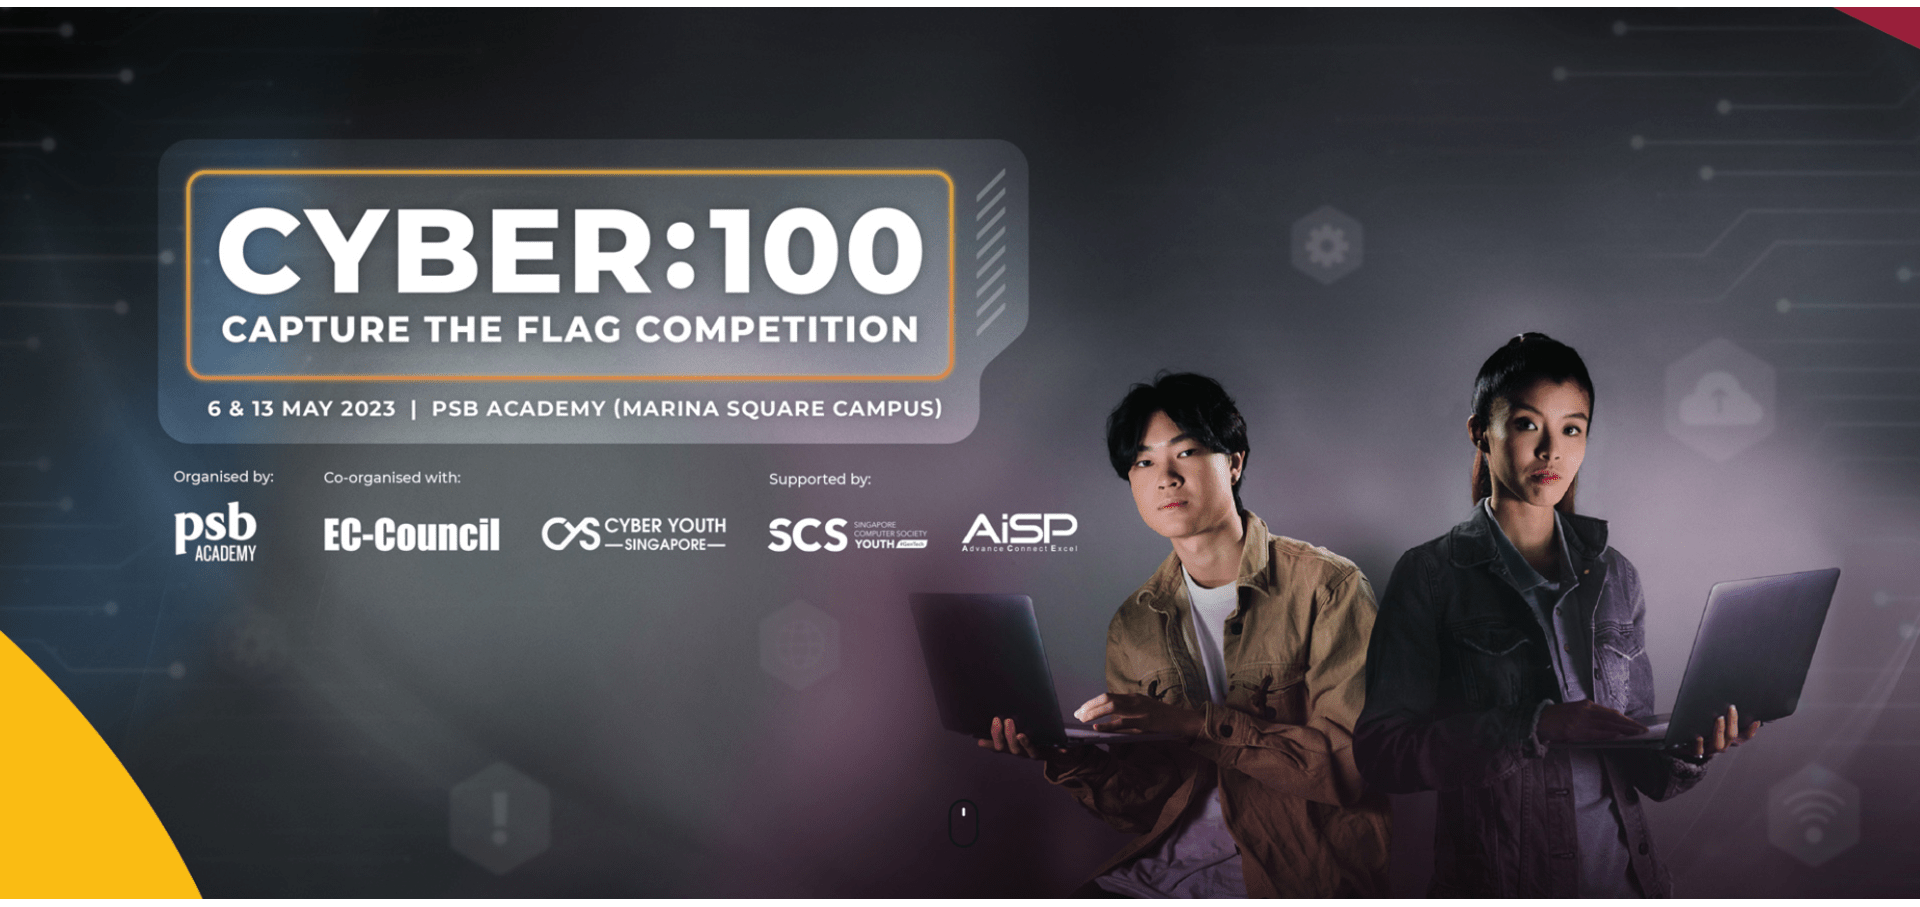 CYBER:100
CAPTURE THE FLAG COMPETITION
6 & 13 MAY 2023 | PSB ACADEMY (MARINA SQUARE CAMPUS)
Organised by:
Co-organised with:
Supported by:
psb
ACADEMY
EC-Council
CYS CYBER YOUTH
SINGAPORE
SCS
SINGAPORE
COMPUTER SOCIETY
YOUTH
AiSP
Advance Connect Excel